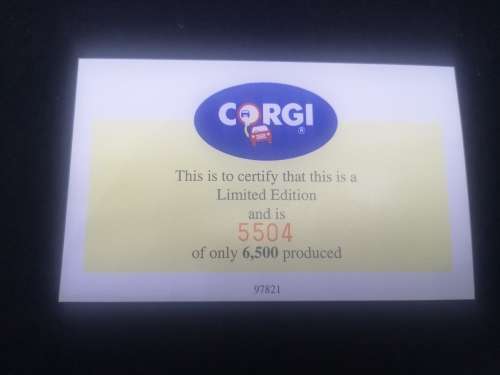 CORGI
®
This is to certify that this is a
Limited Edition
and is
5504
of only 6,500 produced
97821